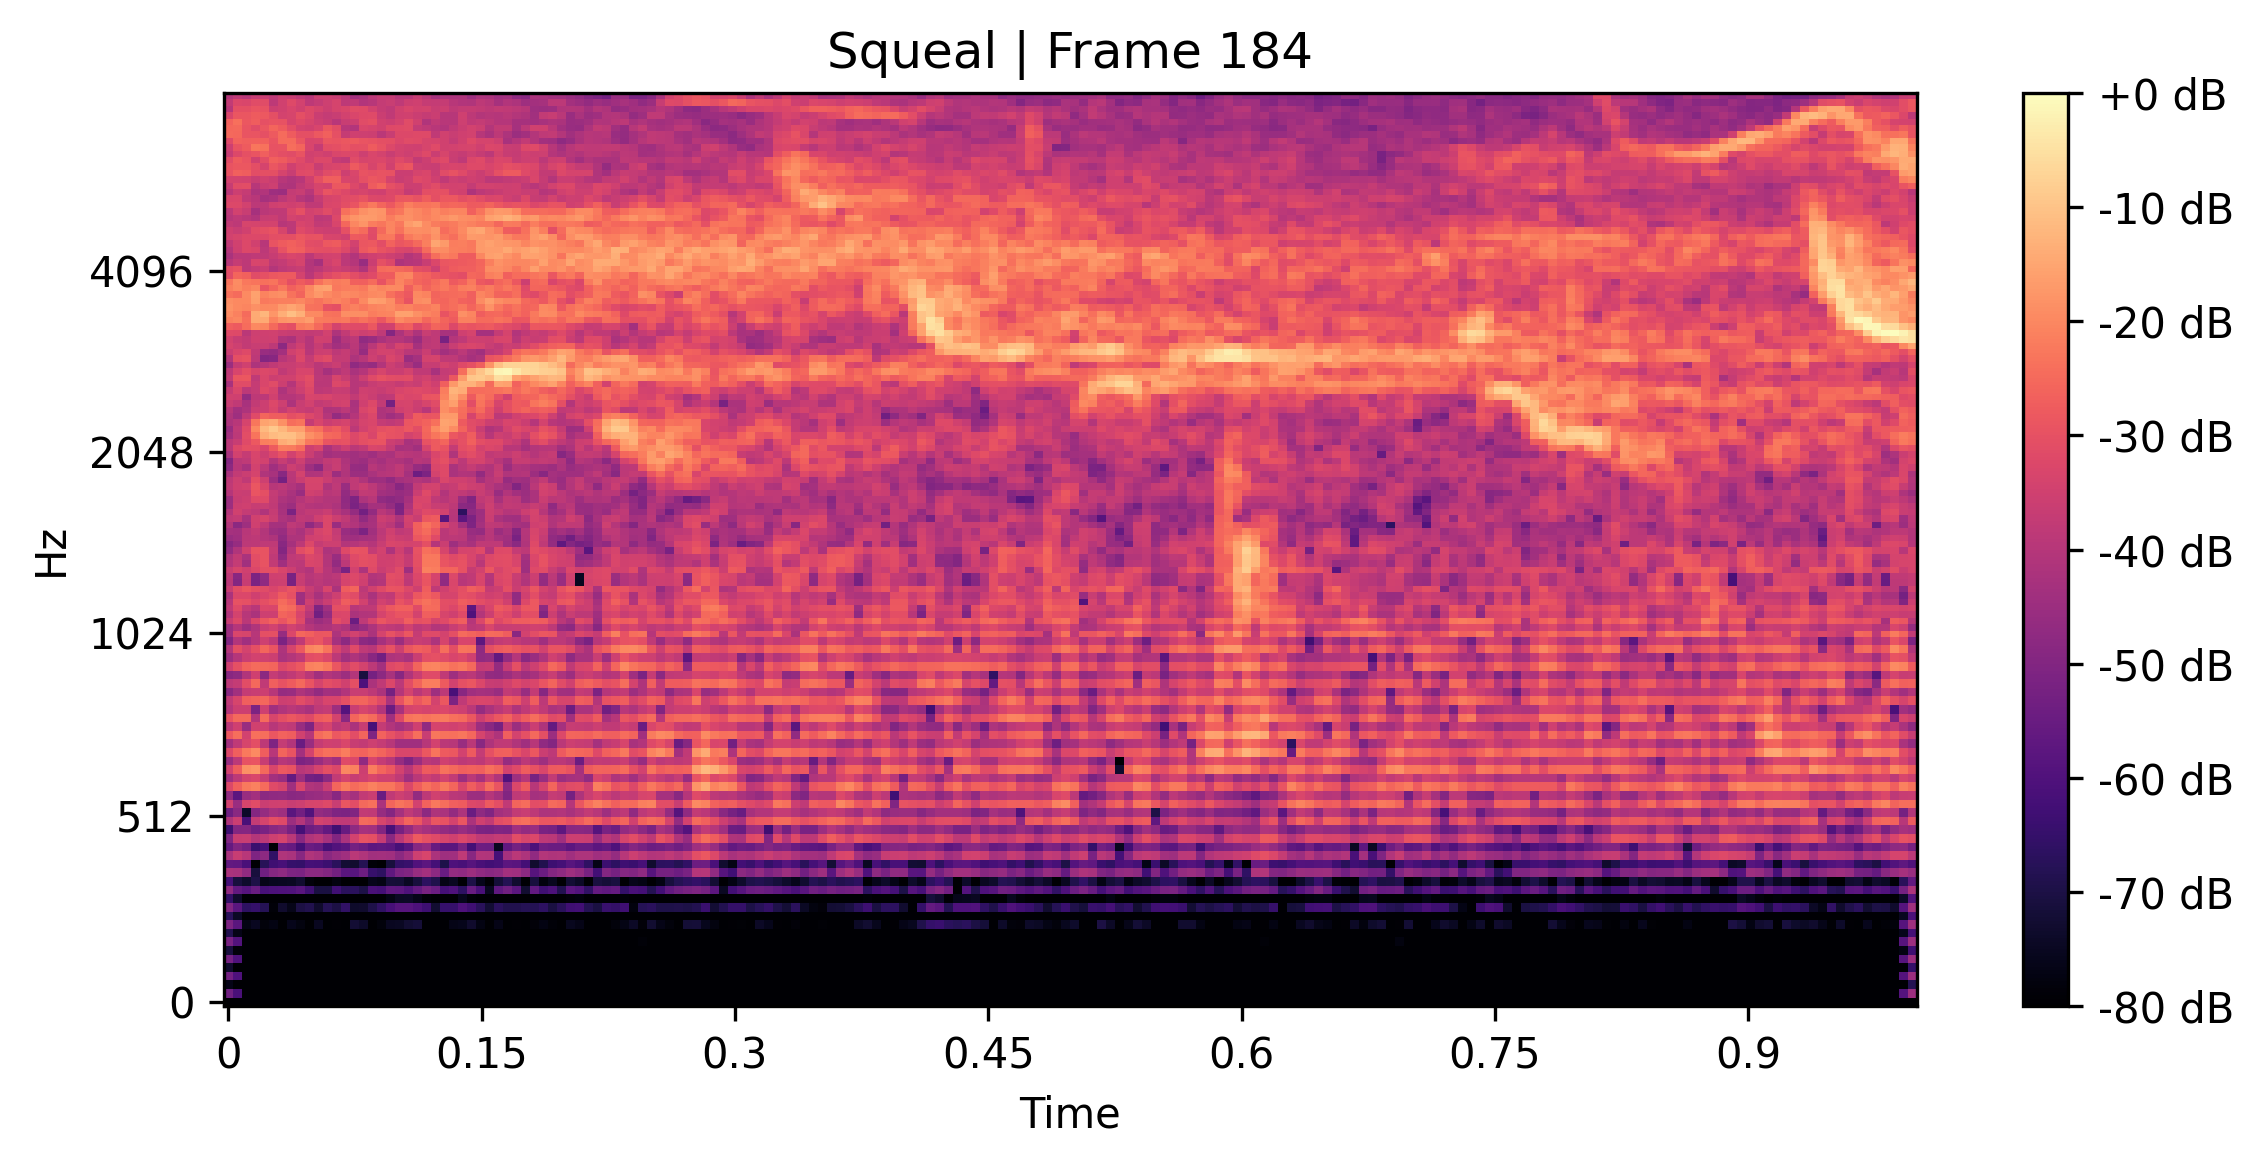 Squeal | Frame 184
+0 dB
-10 dB
-20 dB
-30 dB
-40 dB
-50 dB
-60 dB
-70 dB
-80 dB
4096
2048
1024
512
0
Hz
0 0.15 0.3 0.45 0.6 0.75 0.9
Time